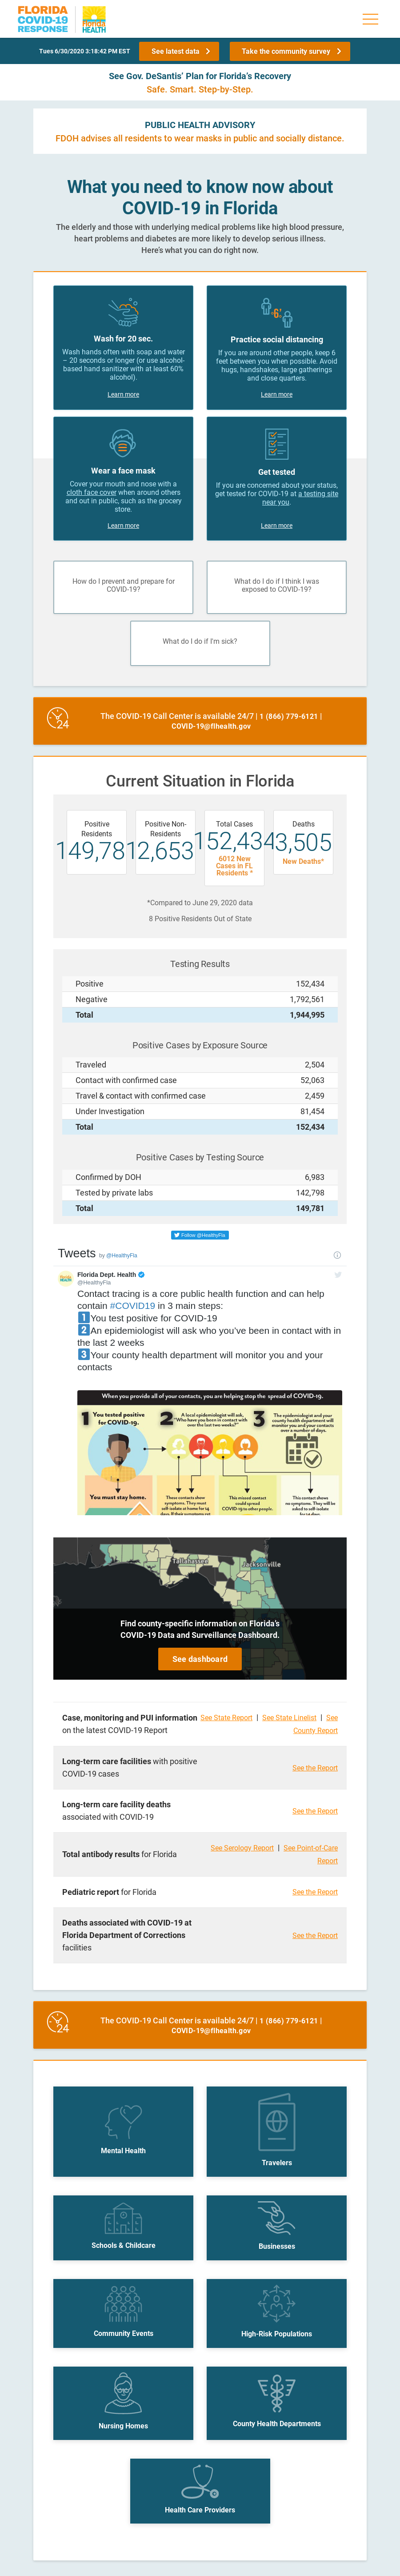 FLORIDA
COVID-19
RESPONSE
Florida
HEALTH
Tues 6/30/2020 3:18:42 PM EST
See latest data
Take the community survey
See Gov. DeSantis’ Plan for Florida’s Recovery
Safe. Smart. Step-by-Step.
PUBLIC HEALTH ADVISORY
FDOH advises all residents to wear masks in public and socially distance.
What you need to know now about
COVID-19 in Florida
The elderly and those with underlying medical problems like high blood pressure,
heart problems and diabetes are more likely to develop serious illness.
Here’s what you can do right now.
Wash for 20 sec.
Wash hands often with soap and water
– 20 seconds or longer (or use alcohol-
based hand sanitizer with at least 60%
alcohol).
Learn more
6'
Practice social distancing
If you are around other people, keep 6
feet between you when possible. Avoid
hugs, handshakes, large gatherings
and close quarters.
Learn more
Wear a face mask
Cover your mouth and nose with a
cloth face cover when around others
and out in public, such as the grocery
store.
Learn more
Get tested
If you are concerned about your status,
get tested for COVID-19 at a testing site
near you.
Learn more
How do I prevent and prepare for
COVID-19?
What do I do if I think I was
exposed to COVID-19?
What do I do if I'm sick?
24
The COVID-19 Call Center is available 24/7 | 1 (866) 779-6121 |
COVID-19@flhealth.gov
Current Situation in Florida
Positive
Residents
149,781
Positive Non-
Residents
2,653
Total Cases
152,434
6012 New
Cases in FL
Residents *
Deaths
3,505
New Deaths*
*Compared to June 29, 2020 data
8 Positive Residents Out of State
Testing Results
Positive 152,434
Negative 1,792,561
Total 1,944,995
Positive Cases by Exposure Source
Traveled 2,504
Contact with confirmed case 52,063
Travel & contact with confirmed case 2,459
Under Investigation 81,454
Total 152,434
Positive Cases by Testing Source
Confirmed by DOH 6,983
Tested by private labs 142,798
Total 149,781
Follow @HealthyFla
Tweets by @HealthyFla
Florida Dept. Health
@HealthyFla
Contact tracing is a core public health function and can help
contain #COVID19 in 3 main steps:
1️⃣You test positive for COVID-19
2️⃣An epidemiologist will ask who you’ve been in contact with in
the last 2 weeks
3️⃣Your county health department will monitor you and your
contacts
When you provide all of your contacts, you are helping stop the spread of COVID-19.
1 You tested positive
for COVID-19.
2 A local epidemiologist will ask,
"Who have you been in contact with
over the last two weeks?"
3 The epidemiologist and your
county health department
will monitor you and your
contacts over a number
of days.
You must stay home.
These contacts show
symptoms. They must
self-isolate at home for 14
This mixed contact
could spread
COVID-19 to other people.
This contact shows
no symptoms. They will be
asked to self-isolate
Tallahassee
Jacksonville
Find county-specific information on Florida's
COVID-19 Data and Surveillance Dashboard.
See dashboard
Case, monitoring and PUI information
on the latest COVID-19 Report
See State Report | See State Linelist | See
County Report
Long-term care facilities with positive
COVID-19 cases
See the Report
Long-term care facility deaths
associated with COVID-19
See the Report
Total antibody results for Florida
See Serology Report | See Point-of-Care
Report
Pediatric report for Florida
See the Report
Deaths associated with COVID-19 at
Florida Department of Corrections
facilities
See the Report
24
The COVID-19 Call Center is available 24/7 | 1 (866) 779-6121 |
COVID-19@flhealth.gov
Mental Health
Travelers
Schools & Childcare
Businesses
Community Events
High-Risk Populations
Nursing Homes
County Health Departments
Health Care Providers